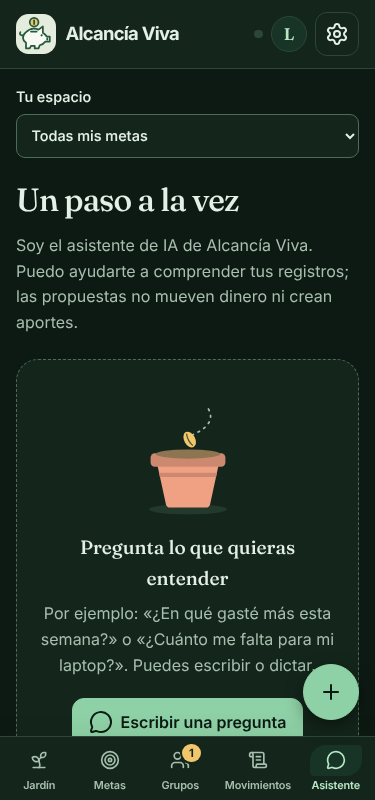 Alcancía Viva
L
Tu espacio
Todas mis metas
Un paso a la vez
Soy el asistente de IA de Alcancía Viva.
Puedo ayudarte a comprender tus registros;
las propuestas no mueven dinero ni crean
aportes.
Pregunta lo que quieras
entender
Por ejemplo: «¿En qué gasté más esta
semana?» o «¿Cuánto me falta para mi
laptop?». Puedes escribir o dictar.
Escribir una pregunta
1
Jardín
Metas
Grupos
Movimientos
Asistente